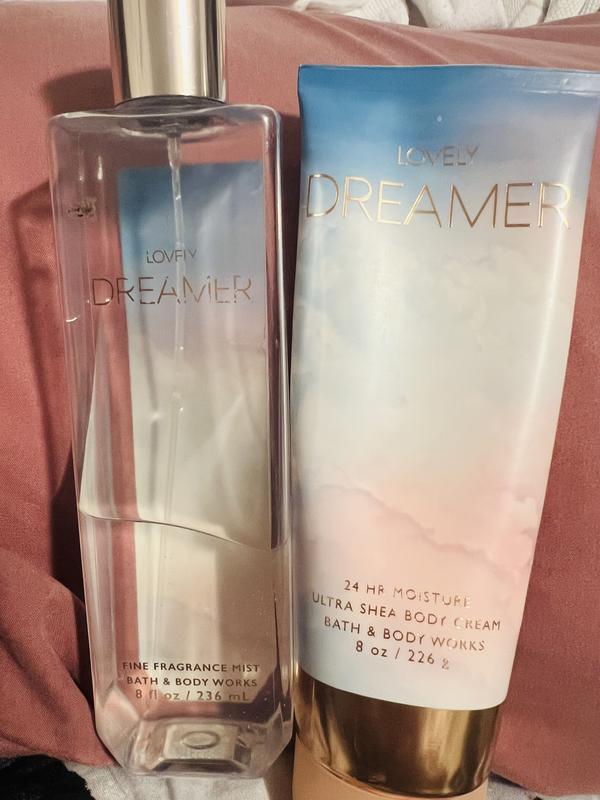 LOVELY
DREAMER
FINE FRAGRANCE MIST
BATH & BODY WORKS
8 fl oz / 236 mL
LOVELY
DREAMER
24 HR MOISTURE
ULTRA SHEA BODY CREAM
BATH & BODY WORKS
8 oz / 226 g